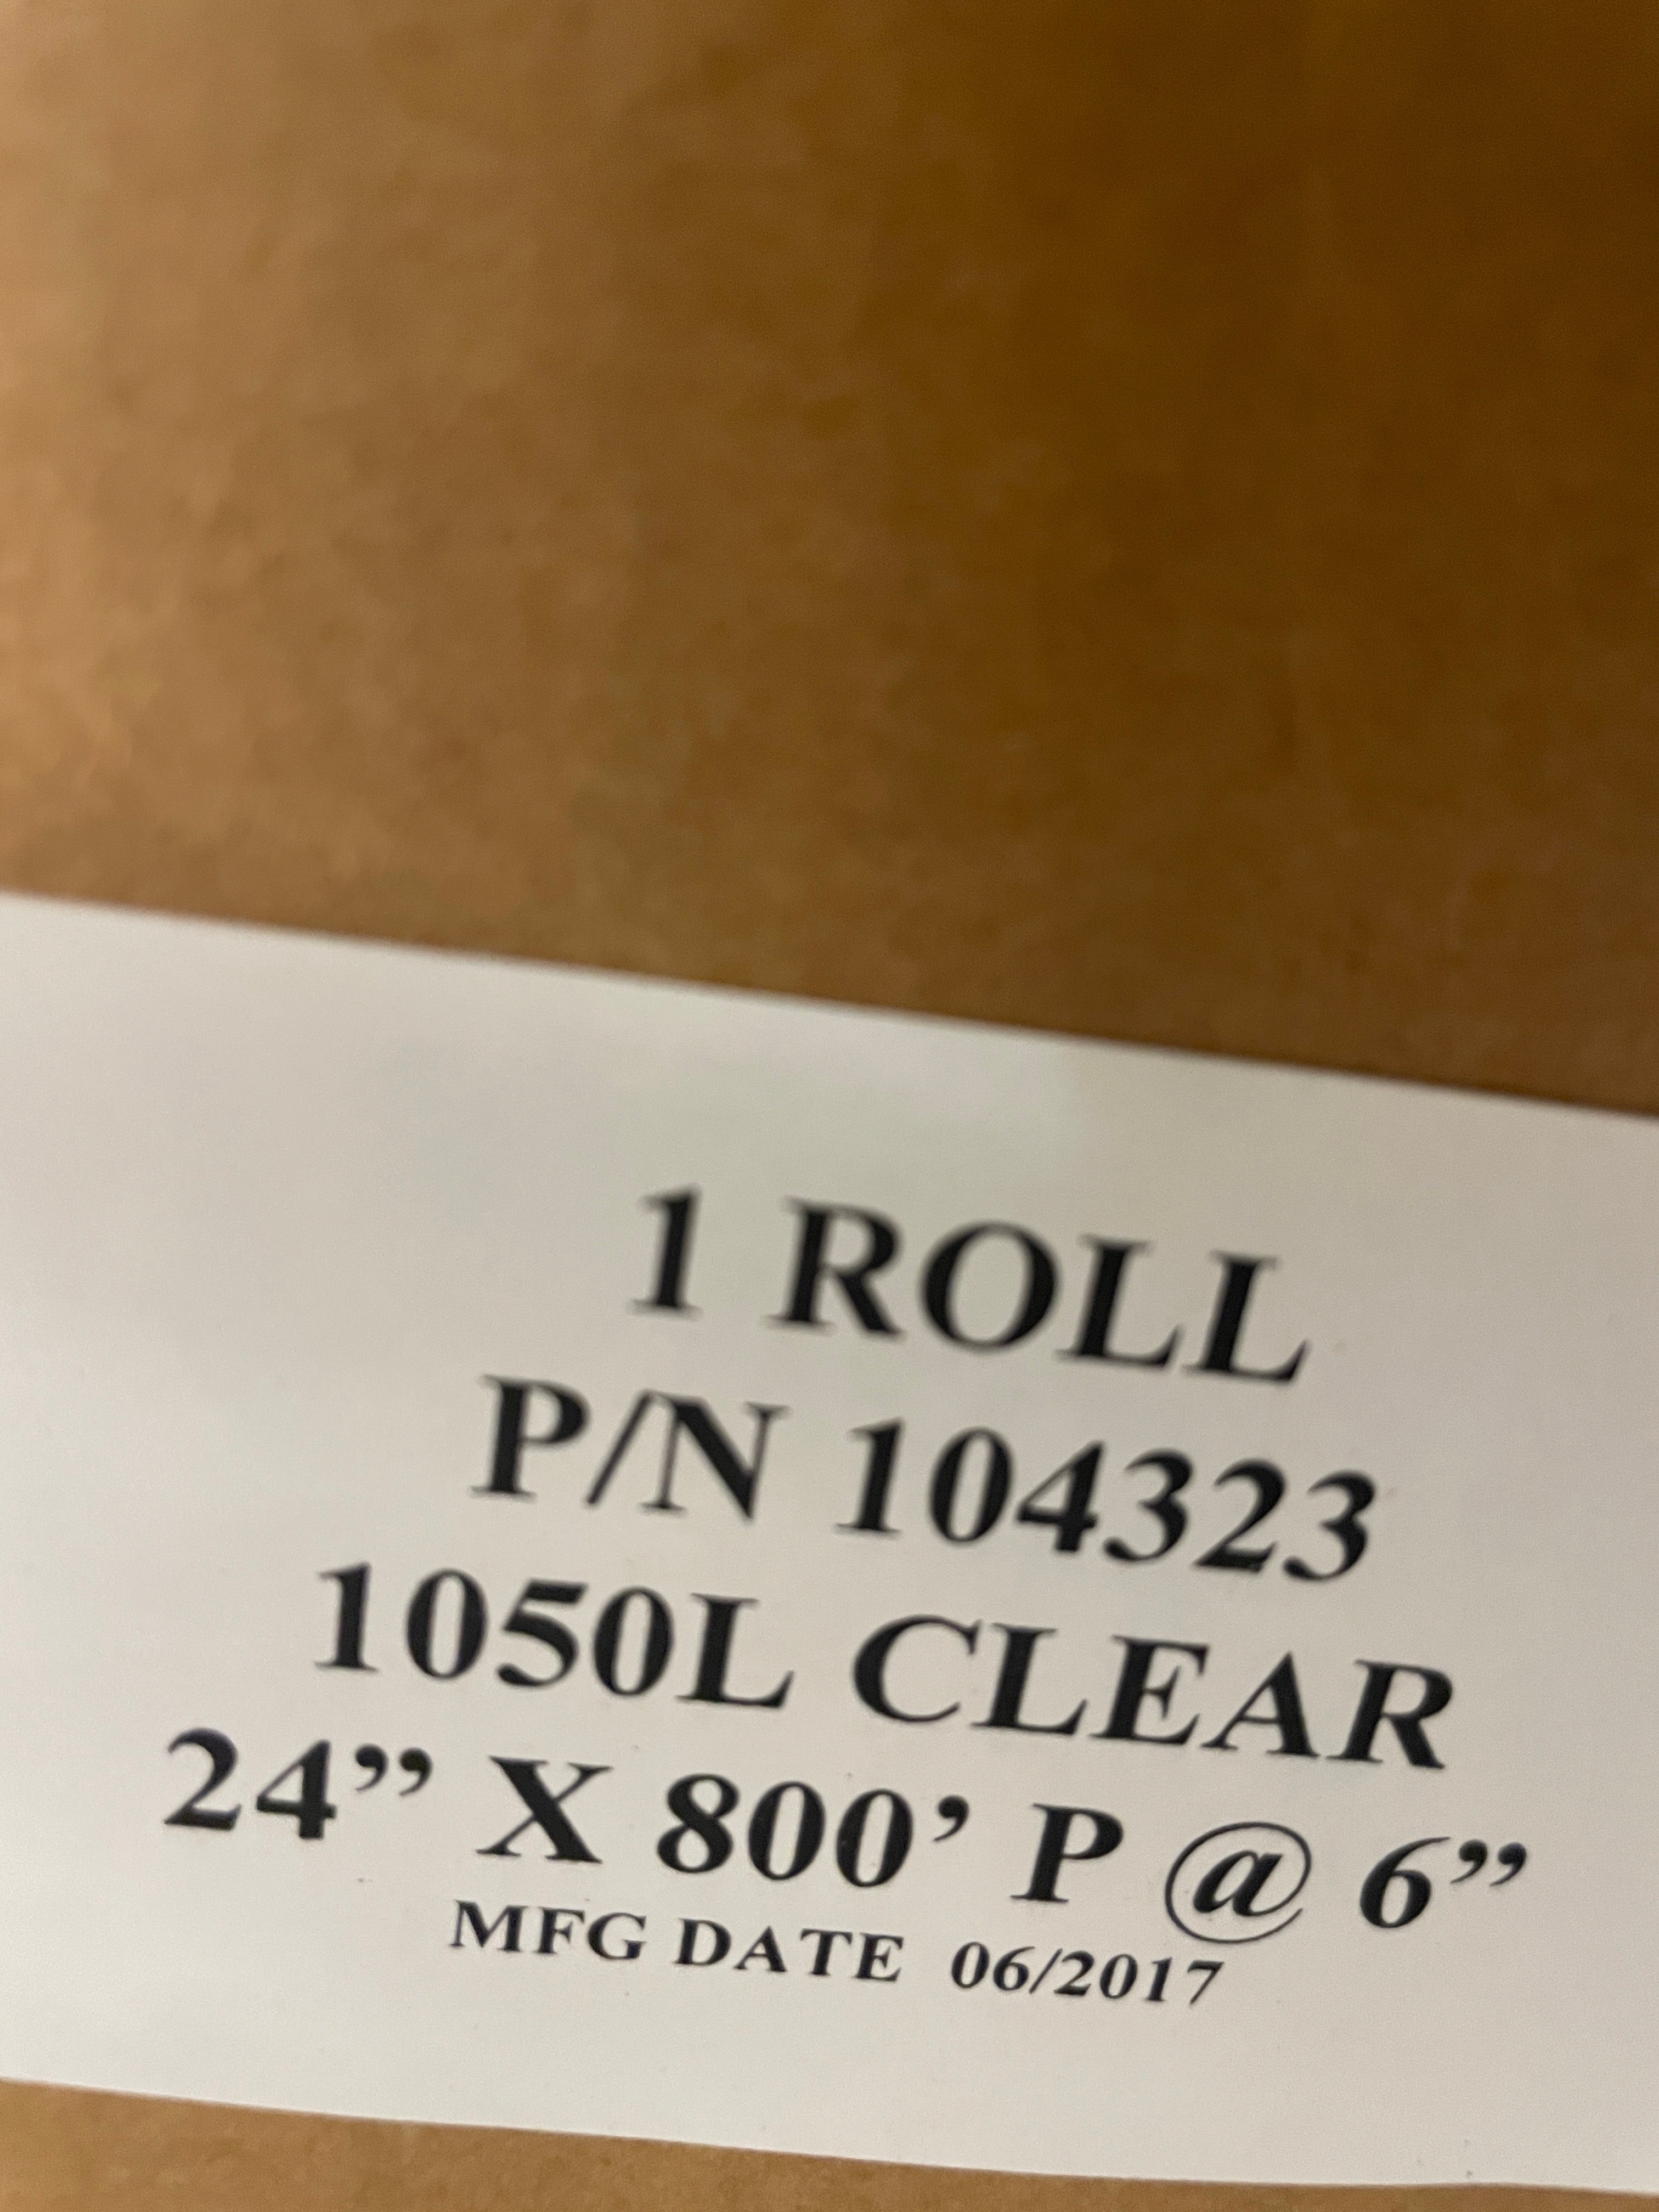 1 ROLL
P/N 104323
1050L CLEAR
24” X 800’ P @ 6”
MFG DATE 06/2017